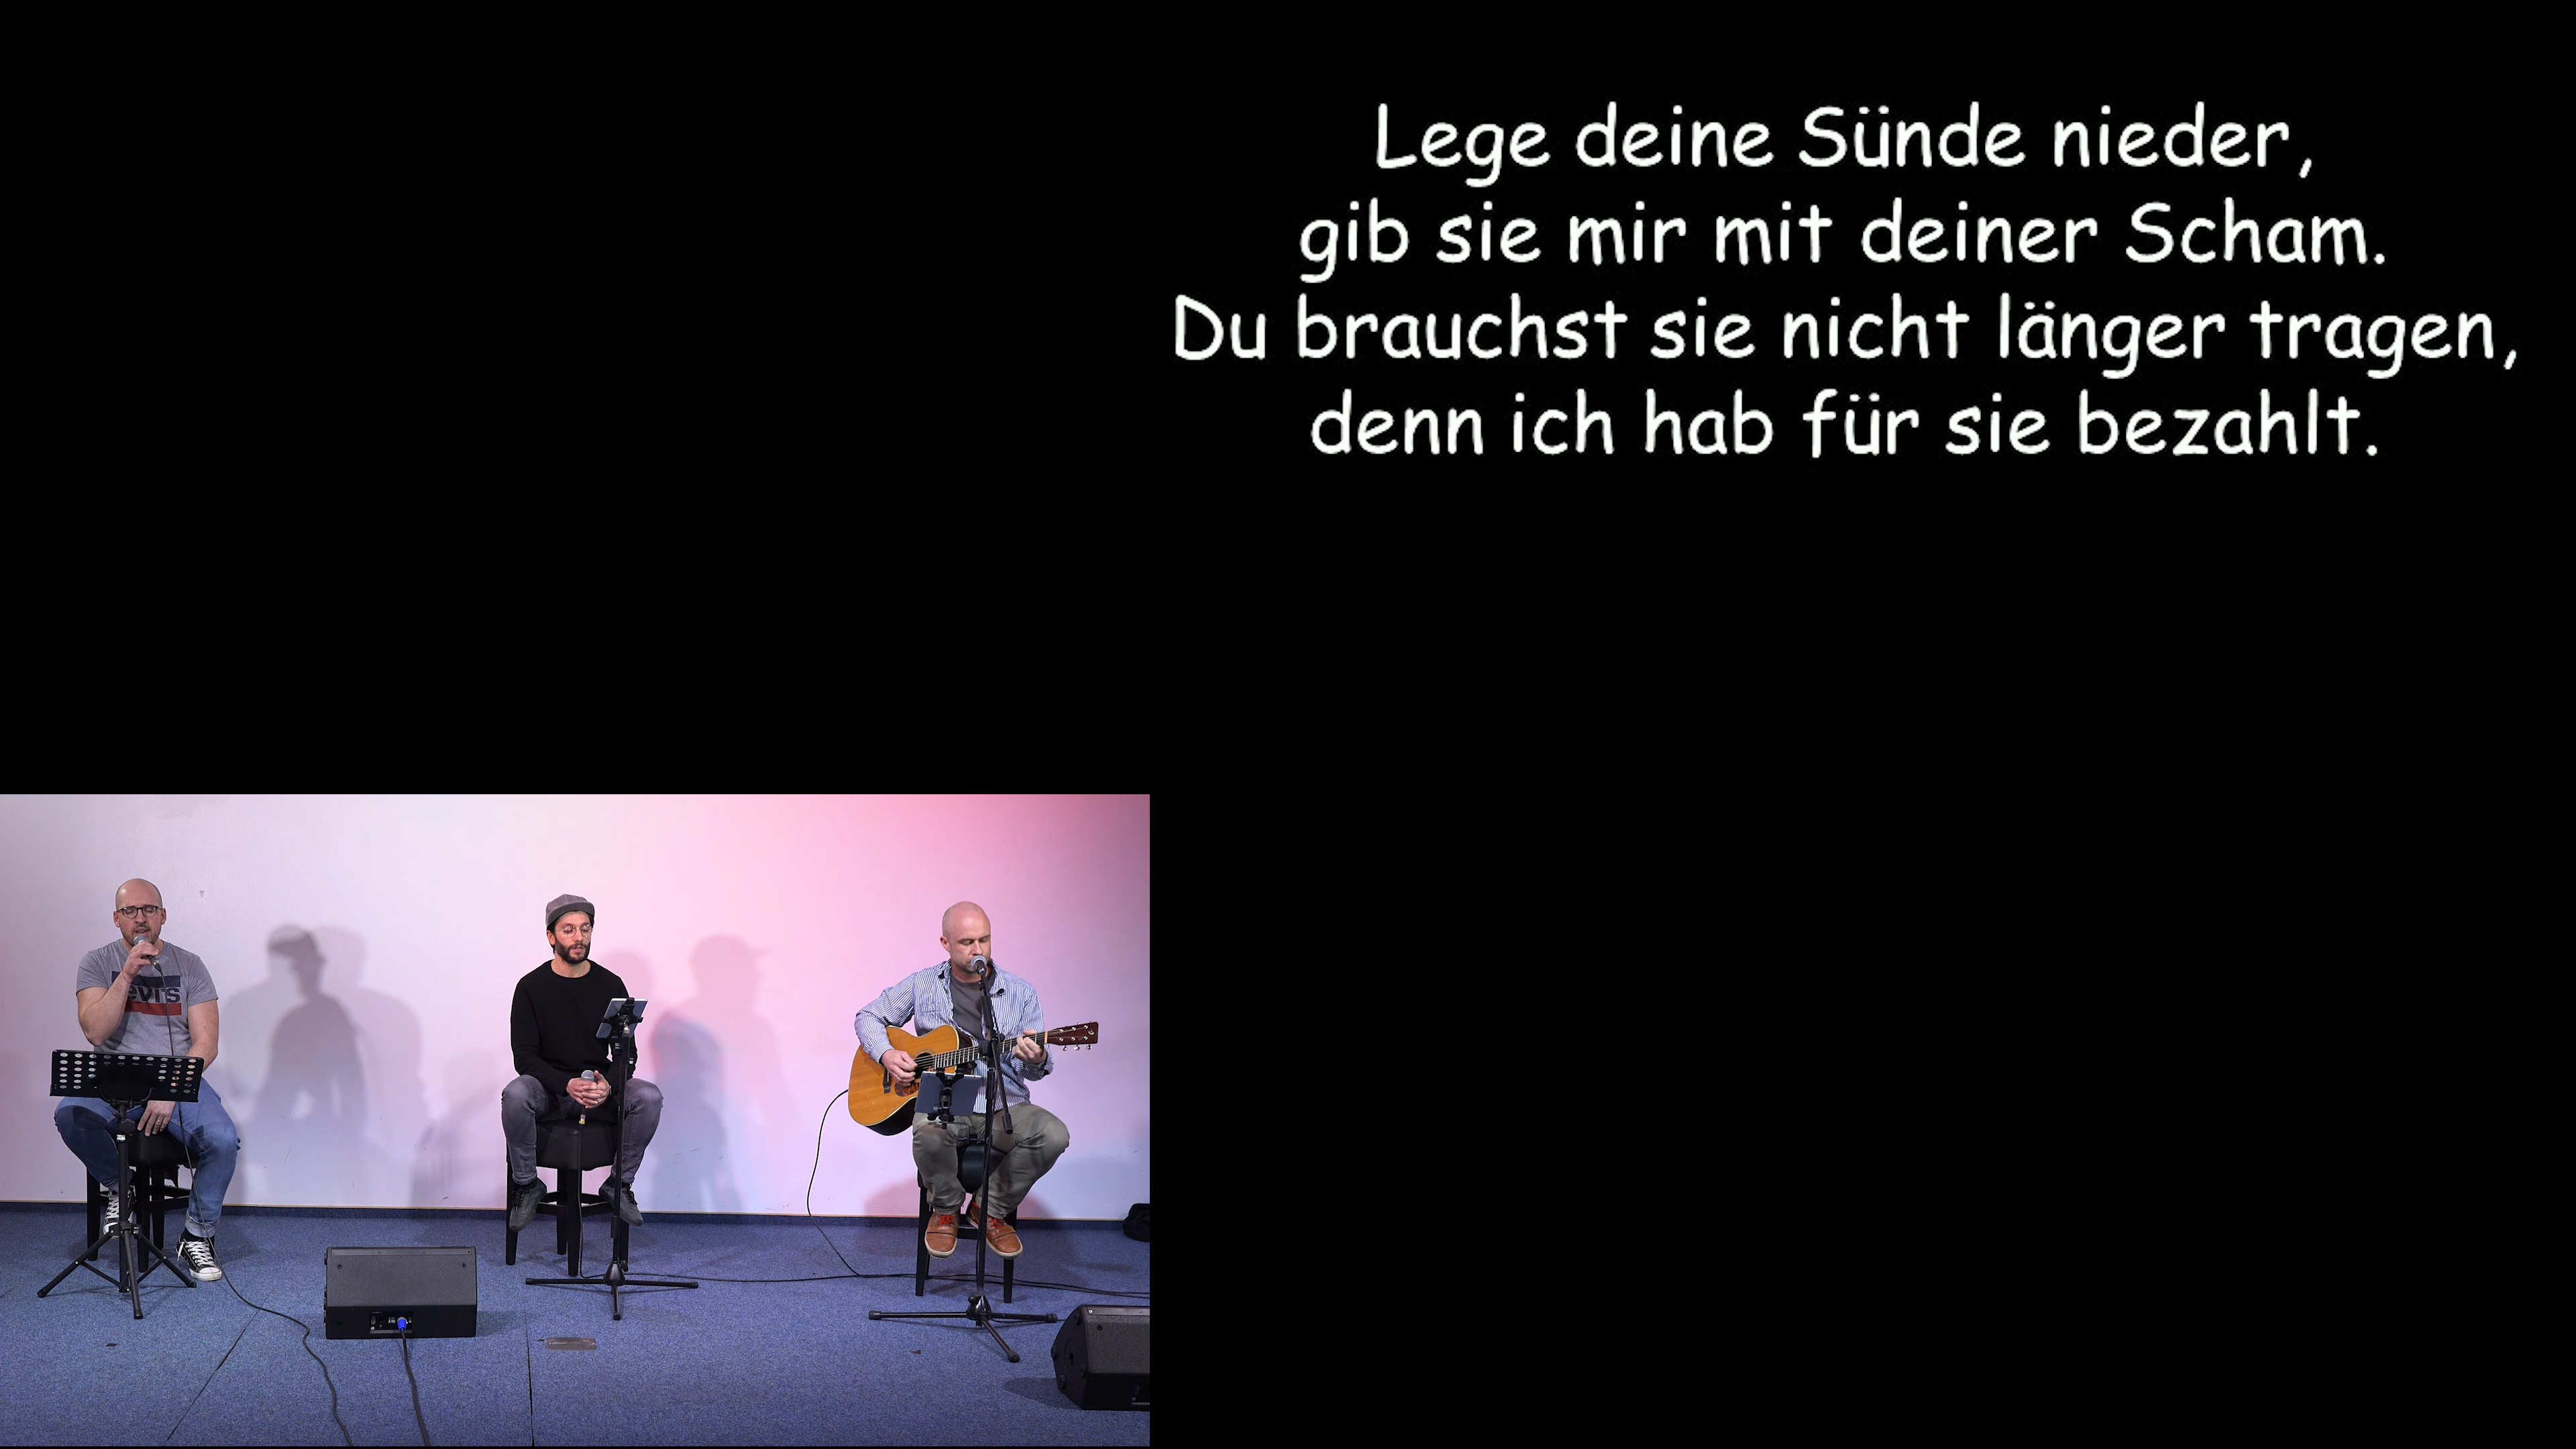 Lege deine Sünde nieder,
gib sie mir mit deiner Scham.
Du brauchst sie nicht länger tragen,
denn ich hab für sie bezahlt.
evi's